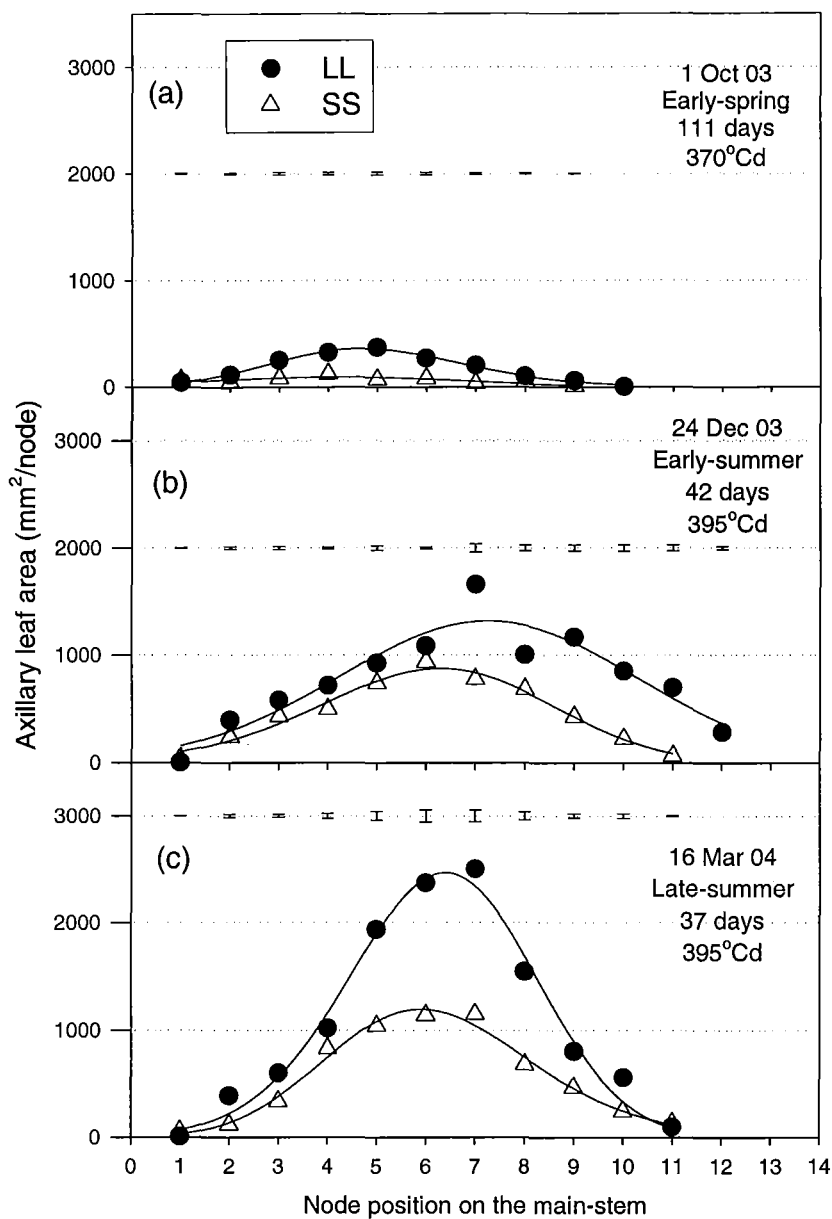 3000
2000
1000
0
(a)
LL
SS
1 Oct 03
Early-spring
111 days
370°Cd
3000
2000
1000
0
(b)
24 Dec 03
Early-summer
42 days
395°Cd
3000
2000
1000
0
(c)
16 Mar 04
Late-summer
37 days
395°Cd
0 1 2 3 4 5 6 7 8 9 10 11 12 13 14
Node position on the main-stem
Axillary leaf area (mm²/node)